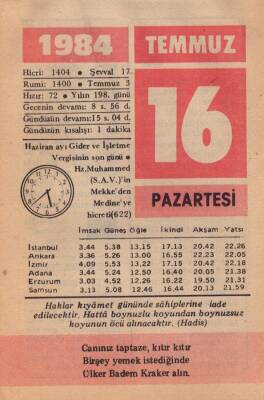 1984
TEMMUZ
Hicri: 1404 • Şevval 17
Rumi: 1400 • Temmuz 3
Hızır: 72 • Yılın 198. günü
Gecenin devamı: 8 s. 56 d.
Gündüzün devamı: 15 s. 04 d.
Gündüzün kısalışı: 1 dakika
16
PAZARTESİ
Haziran ayı Gider ve İşletme
Vergisinin son günü •
Hz.Muhammed
(S.A.V.)'in
Mekke'den
Medine'ye
hicreti(622)
İmsak Güneş Öğle İkindi Akşam Yatsı
İstanbul 3.44 5.38 13.15 17.13 20.42 22.26
Ankara 3.36 5.26 13.00 16.55 22.23 22.05
İzmir 4.09 5.53 13.22 17.15 20.42 22.18
Adana 3.44 5.24 12.50 16.40 20.05 21.38
Erzurum 3.03 4.52 12.26 16.22 19.50 21.31
Samsun 3.11 5.08 12.46 16.44 20.13 21.59
Haklar kıyâmet gününde sâhiplerine iade
edilecektir. Hattâ boynuzlu koyundan boynuzsuz
koyunun öcü alınacaktır. (Hadis)
Canınız taptaze, kıtır kıtır
Birşey yemek istediğinde
Ülker Badem Kraker alın.